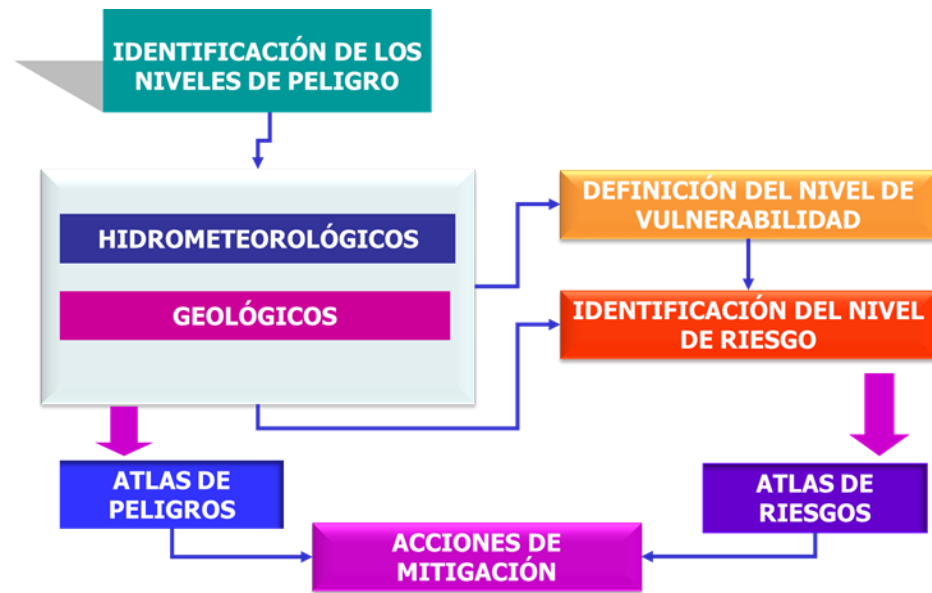 IDENTIFICACIÓN DE LOS
NIVELES DE PELIGRO
HIDROMETEOROLÓGICOS
GEOLÓGICOS
DEFINICIÓN DEL NIVEL DE
VULNERABILIDAD
IDENTIFICACIÓN DEL NIVEL
DE RIESGO
ATLAS DE
PELIGROS
ATLAS DE
RIESGOS
ACCIONES DE
MITIGACIÓN